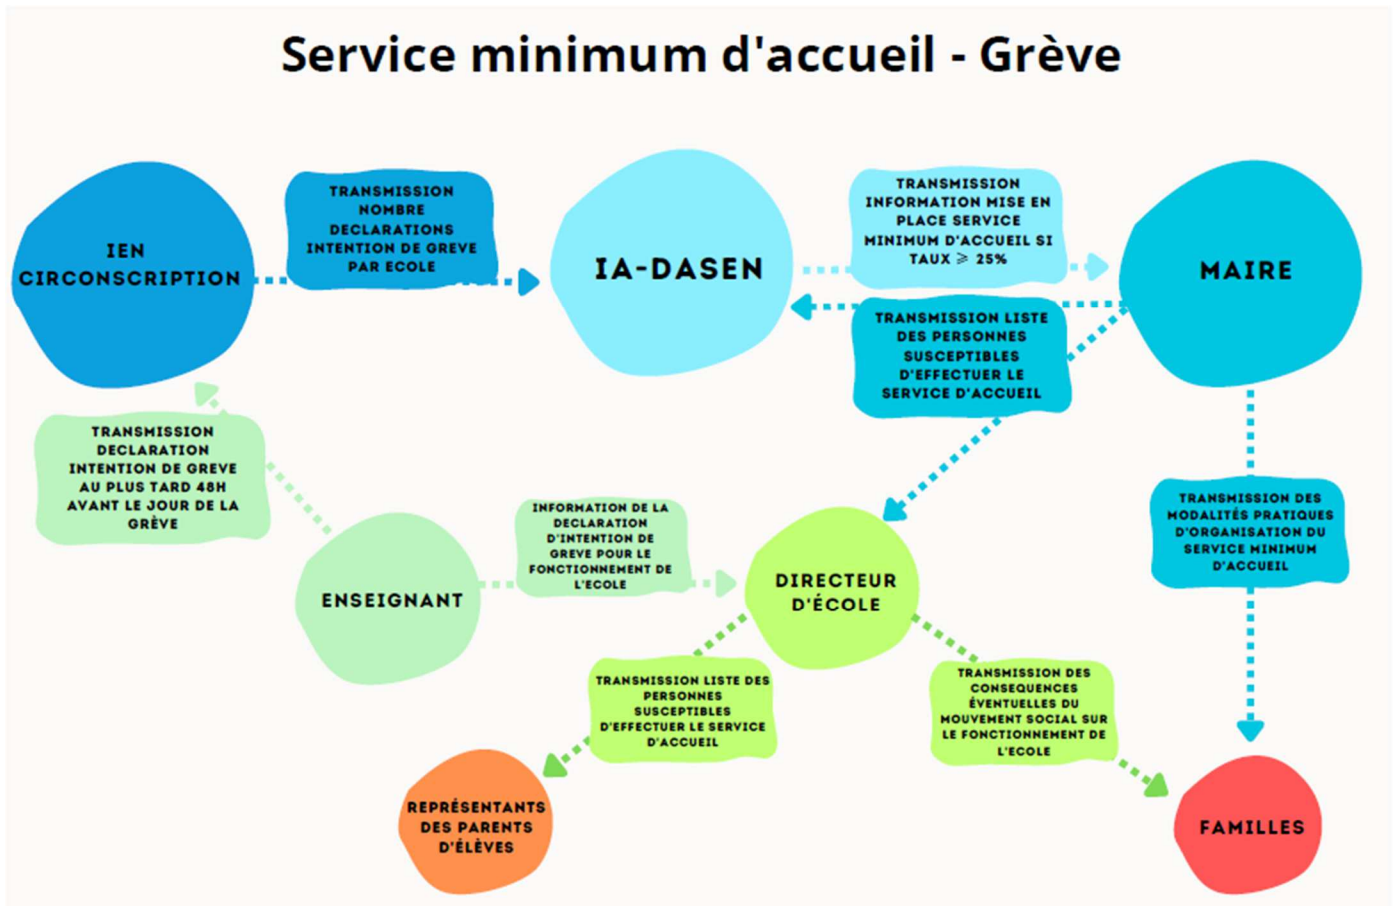 Service minimum d'accueil - Grève
IEN
CIRCONSCRIPTION
TRANSMISSION
NOMBRE
DECLARATIONS
INTENTION DE GREVE
PAR ECOLE
IA-DASEN
TRANSMISSION
INFORMATION MISE EN
PLACE SERVICE
MINIMUM D'ACCUEIL SI
TAUX ⩾ 25%
MAIRE
TRANSMISSION LISTE
DES PERSONNES
SUSCEPTIBLES
D'EFFECTUER LE
SERVICE D'ACCUEIL
TRANSMISSION
DECLARATION
INTENTION DE GREVE
AU PLUS TARD 48H
AVANT LE JOUR DE LA
GRÈVE
ENSEIGNANT
INFORMATION DE LA
DECLARATION
D'INTENTION DE
GREVE POUR LE
FONCTIONNEMENT DE
L'ECOLE
DIRECTEUR
D'ÉCOLE
TRANSMISSION DES
MODALITÉS PRATIQUES
D'ORGANISATION DU
SERVICE MINIMUM
D'ACCUEIL
TRANSMISSION LISTE DES
PERSONNES
SUSCEPTIBLES
D'EFFECTUER LE SERVICE
D'ACCUEIL
TRANSMISSION DES
CONSEQUENCES
ÉVENTUELLES DU
MOUVEMENT SOCIAL SUR
LE FONCTIONNEMENT DE
L'ECOLE
REPRÉSENTANTS
DES PARENTS
D'ÉLÈVES
FAMILLES